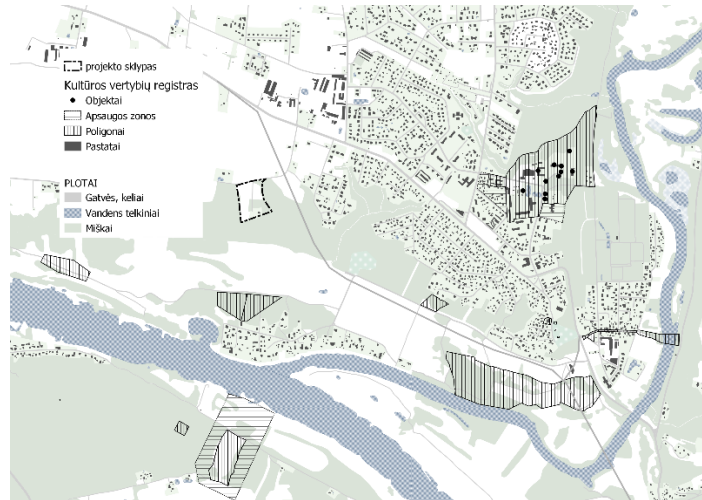 projekto sklypas
Kultūros vertybių registras
Objektai
Apsaugos zonos
Poligonai
Pastatai
PLOTAI
Gatvės, keliai
Vandens telkiniai
Miškai